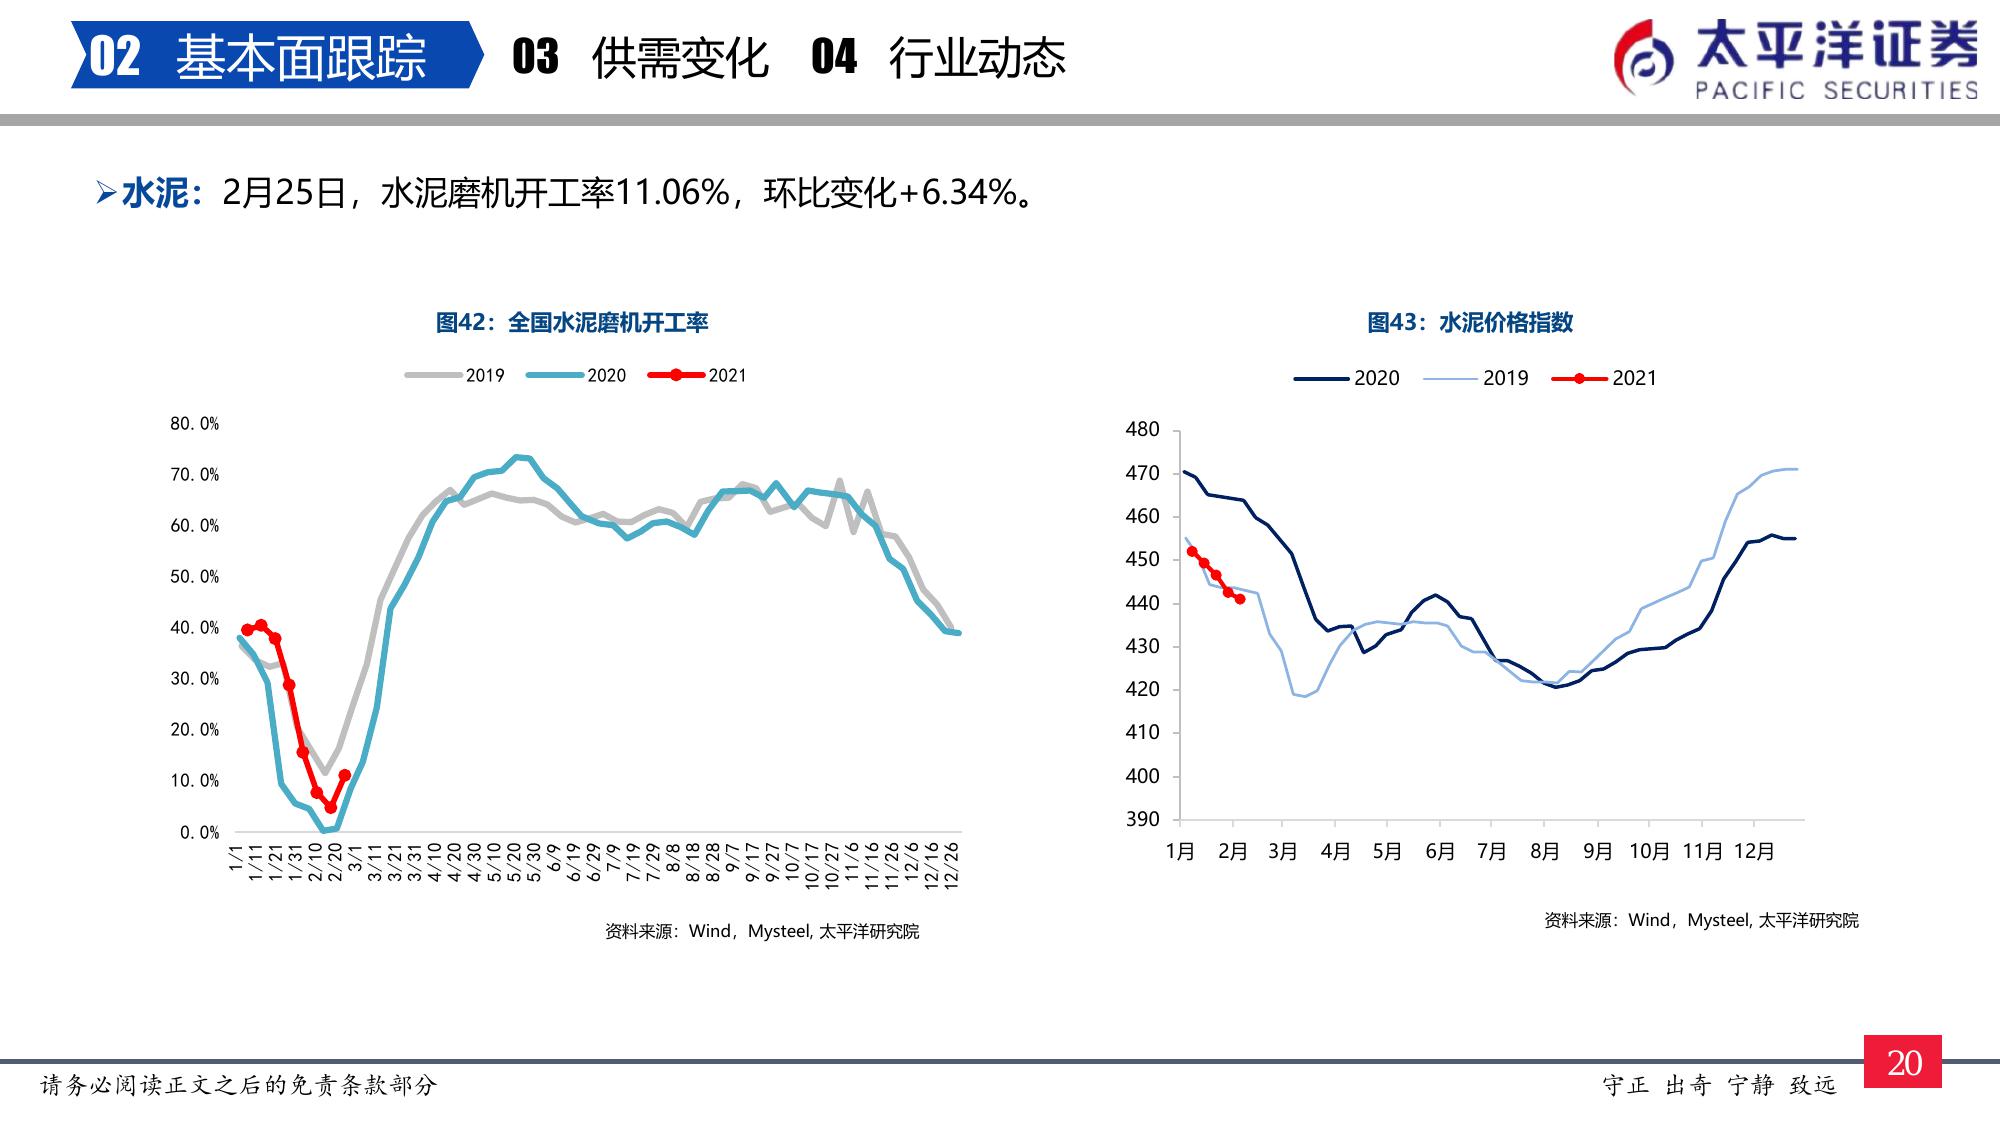 02 基本面跟踪 03 供需变化 04 行业动态
太平洋证券
PACIFIC SECURITIES
➢水泥：2月25日，水泥磨机开工率11.06%，环比变化+6.34%。
图42：全国水泥磨机开工率
2019 2020 2021
80.0%
70.0%
60.0%
50.0%
40.0%
30.0%
20.0%
10.0%
0.0%
1/1 1/11 1/21 1/31 2/10 2/20 3/1 3/11 3/21 3/31 4/10 4/20 4/30 5/10 5/20 5/30 6/9 6/19 6/29 7/9 7/19 7/29 8/8 8/18 8/28 9/7 9/17 9/27 10/7 10/17 10/27 11/6 11/16 11/26 12/6 12/16 12/26
资料来源：Wind，Mysteel, 太平洋研究院
图43：水泥价格指数
2020 2019 2021
480
470
460
450
440
430
420
410
400
390
1月 2月 3月 4月 5月 6月 7月 8月 9月 10月 11月 12月
资料来源：Wind，Mysteel, 太平洋研究院
请务必阅读正文之后的免责条款部分
守正 出奇 宁静 致远
20